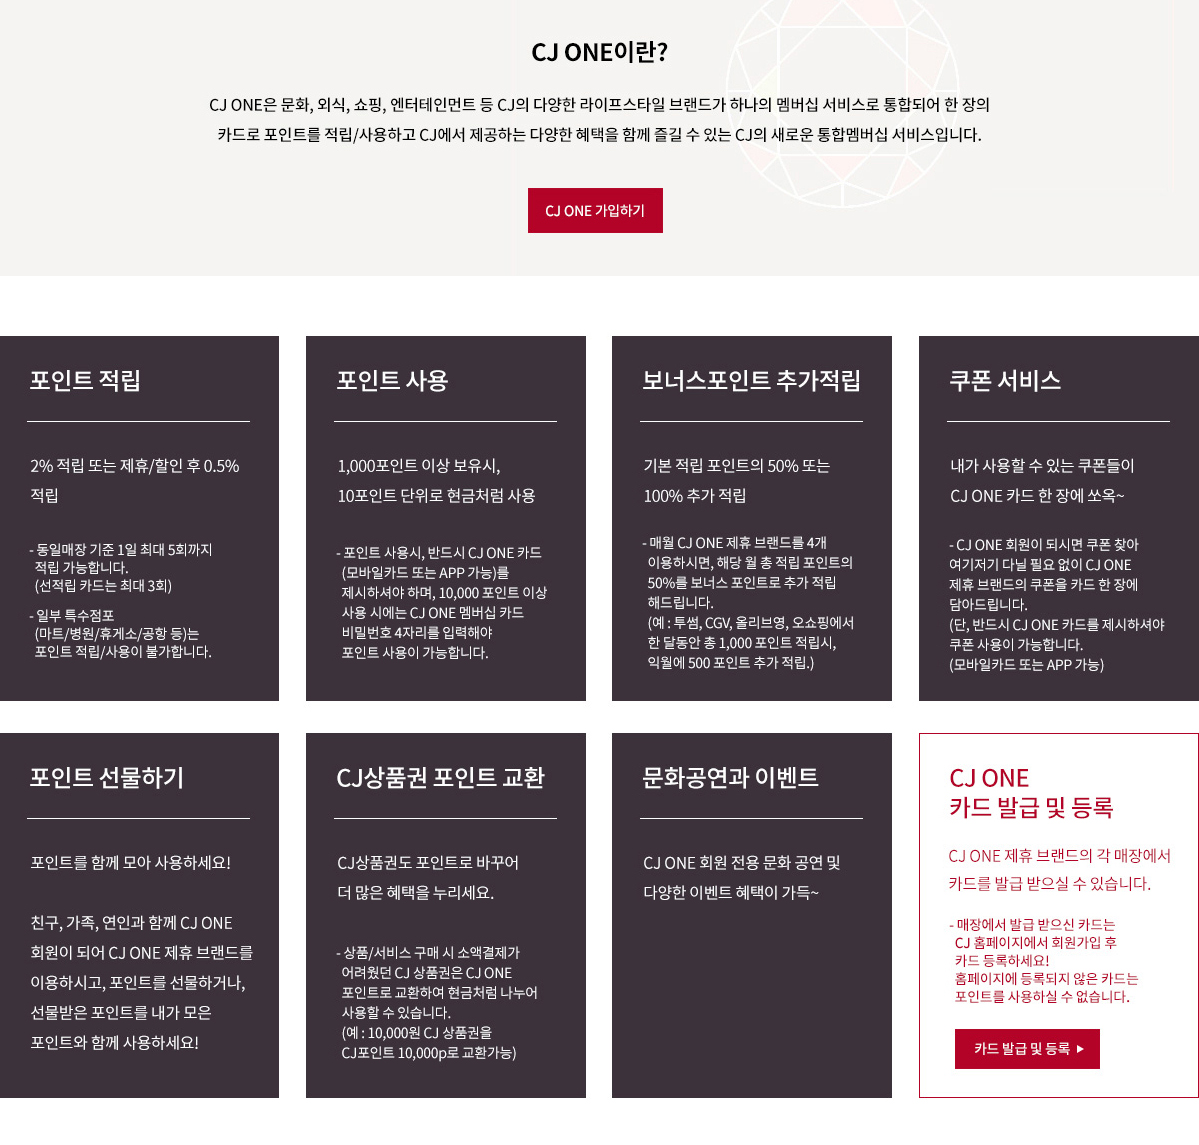 CJ ONE이란?
CJ ONE은 문화, 외식, 쇼핑, 엔터테인먼트 등 CJ의 다양한 라이프스타일 브랜드가 하나의 멤버십 서비스로 통합되어 한 장의
카드로 포인트를 적립/사용하고 CJ에서 제공하는 다양한 혜택을 함께 즐길 수 있는 CJ의 새로운 통합멤버십 서비스입니다.
CJ ONE 가입하기
포인트 적립
2% 적립 또는 제휴/할인 후 0.5%
적립
- 동일매장 기준 1일 최대 5회까지
적립 가능합니다.
(선적립 카드는 최대 3회)
- 일부 특수점포
(마트/병원/휴게소/공항 등)는
포인트 적립/사용이 불가합니다.
포인트 사용
1,000포인트 이상 보유시,
10포인트 단위로 현금처럼 사용
- 포인트 사용시, 반드시 CJ ONE 카드
(모바일카드 또는 APP 가능)를
제시하셔야 하며, 10,000 포인트 이상
사용 시에는 CJ ONE 멤버십 카드
비밀번호 4자리를 입력해야
포인트 사용이 가능합니다.
보너스포인트 추가적립
기본 적립 포인트의 50% 또는
100% 추가 적립
- 매월 CJ ONE 제휴 브랜드를 4개
이용하시면, 해당 월 총 적립 포인트의
50%를 보너스 포인트로 추가 적립
해드립니다.
(예 : 투썸, CGV, 올리브영, 오쇼핑에서
한 달동안 총 1,000 포인트 적립시,
익월에 500 포인트 추가 적립.)
쿠폰 서비스
내가 사용할 수 있는 쿠폰들이
CJ ONE 카드 한 장에 쏘옥~
- CJ ONE 회원이 되시면 쿠폰 찾아
여기저기 다닐 필요 없이 CJ ONE
제휴 브랜드의 쿠폰을 카드 한 장에
담아드립니다.
(단, 반드시 CJ ONE 카드를 제시하셔야
쿠폰 사용이 가능합니다.
(모바일카드 또는 APP 가능)
포인트 선물하기
포인트를 함께 모아 사용하세요!
친구, 가족, 연인과 함께 CJ ONE
회원이 되어 CJ ONE 제휴 브랜드를
이용하시고, 포인트를 선물하거나,
선물받은 포인트를 내가 모은
포인트와 함께 사용하세요!
CJ상품권 포인트 교환
CJ상품권도 포인트로 바꾸어
더 많은 혜택을 누리세요.
- 상품/서비스 구매 시 소액결제가
어려웠던 CJ 상품권은 CJ ONE
포인트로 교환하여 현금처럼 나누어
사용할 수 있습니다.
(예 : 10,000원 CJ 상품권을
CJ포인트 10,000p로 교환가능)
문화공연과 이벤트
CJ ONE 회원 전용 문화 공연 및
다양한 이벤트 혜택이 가득~
CJ ONE
카드 발급 및 등록
CJ ONE 제휴 브랜드의 각 매장에서
카드를 발급 받으실 수 있습니다.
- 매장에서 발급 받으신 카드는
CJ 홈페이지에서 회원가입 후
카드 등록하세요!
홈페이지에 등록되지 않은 카드는
포인트를 사용하실 수 없습니다.
카드 발급 및 등록 ▶